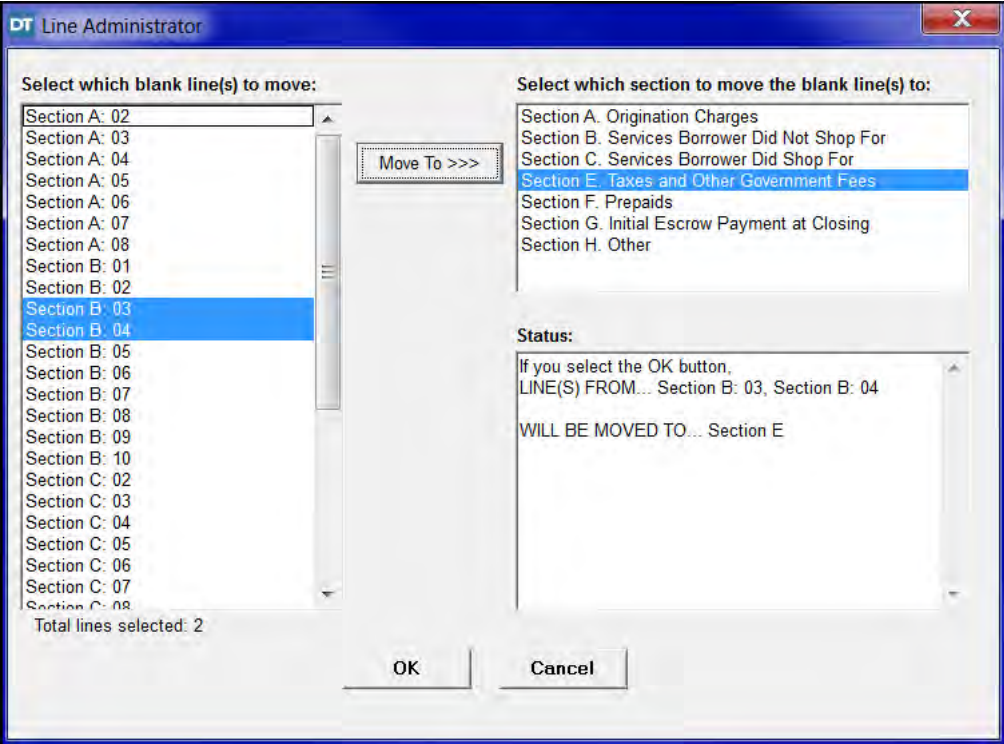 DT Line Administrator
X
Select which blank line(s) to move:
Section A: 02
Section A: 03
Section A: 04
Section A: 05
Section A: 06
Section A: 07
Section A: 08
Section B: 01
Section B: 02
Section B: 03
Section B: 04
Section B: 05
Section B: 06
Section B: 07
Section B: 08
Section B: 09
Section B: 10
Section C: 02
Section C: 03
Section C: 04
Section C: 05
Section C: 06
Section C: 07
Section C: 08
Total lines selected: 2
Move To >>>
Select which section to move the blank line(s) to:
Section A. Origination Charges
Section B. Services Borrower Did Not Shop For
Section C. Services Borrower Did Shop For
Section E. Taxes and Other Government Fees
Section F. Prepaids
Section G. Initial Escrow Payment at Closing
Section H. Other
Status:
If you select the OK button,
LINE(S) FROM... Section B: 03, Section B: 04
WILL BE MOVED TO... Section E
OK
Cancel